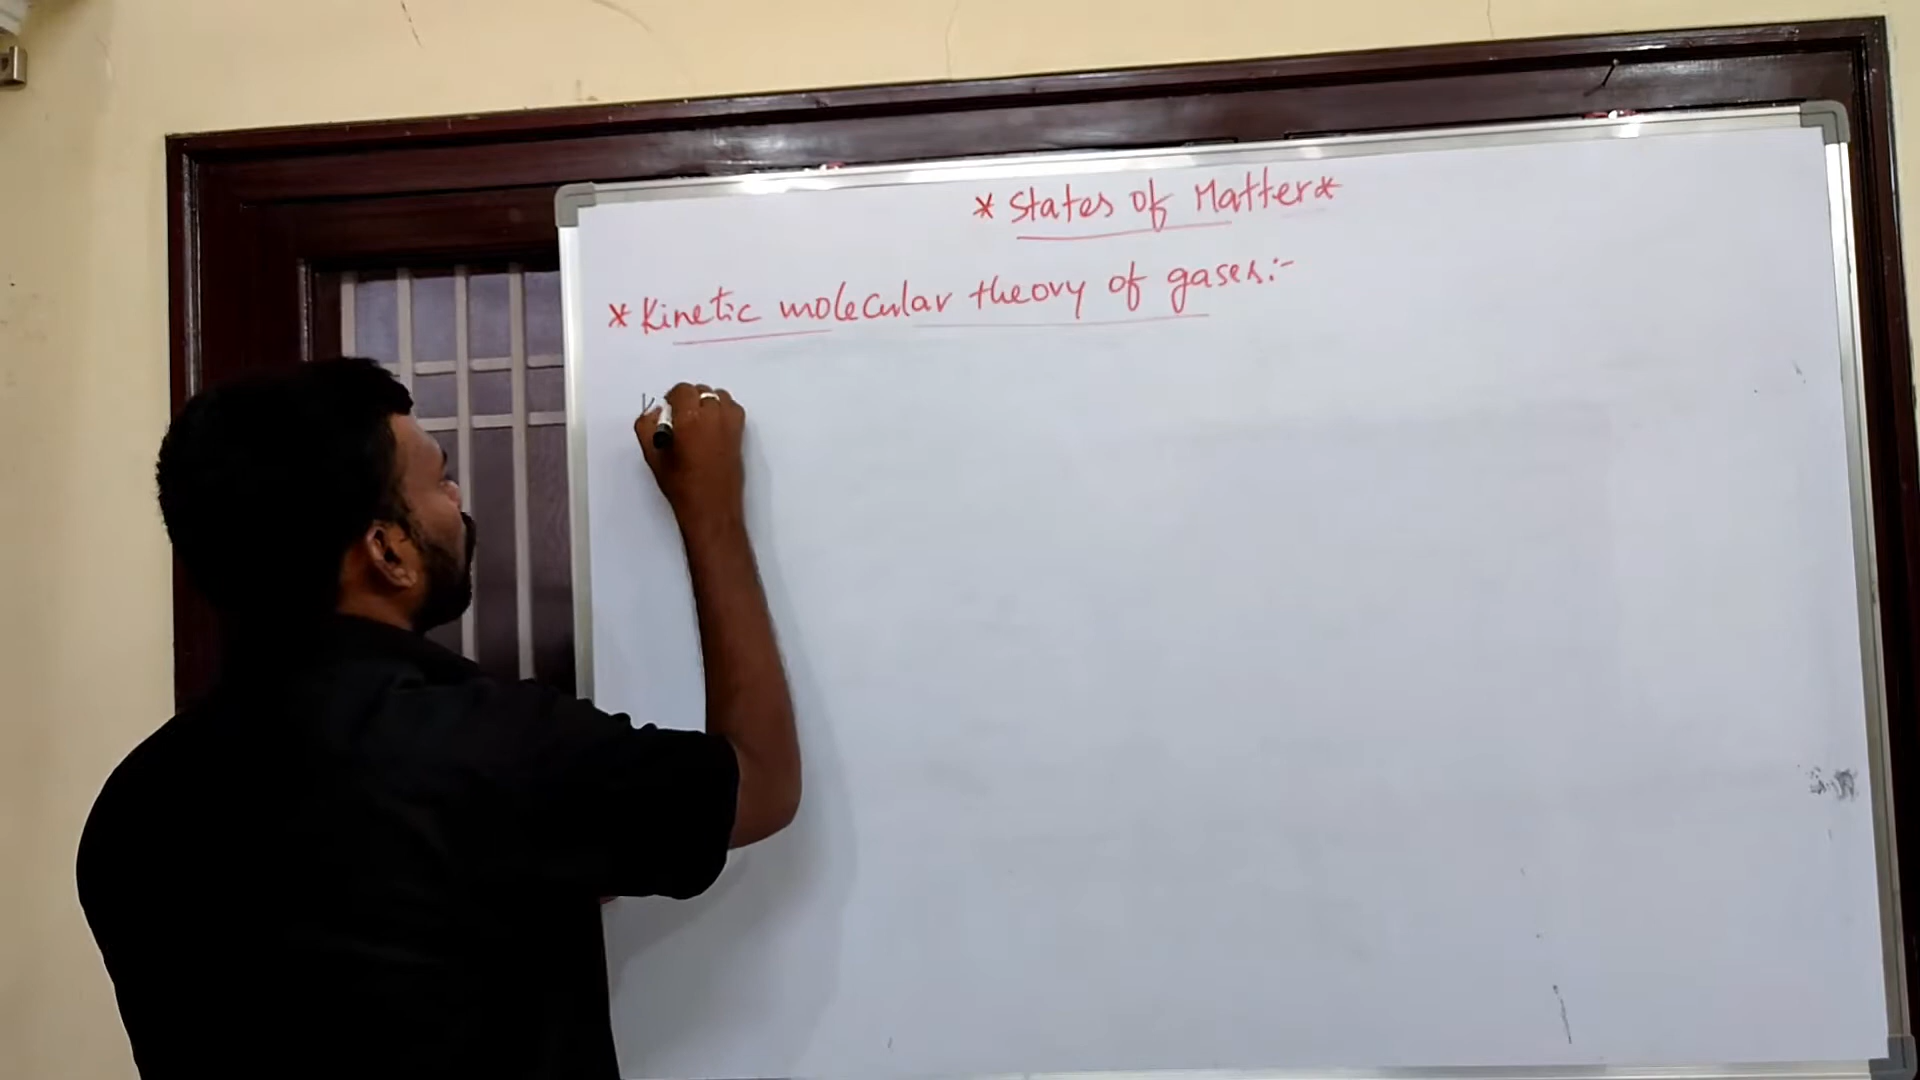 * States of Matter *
* Kinetic molecular theory of gases:-
K